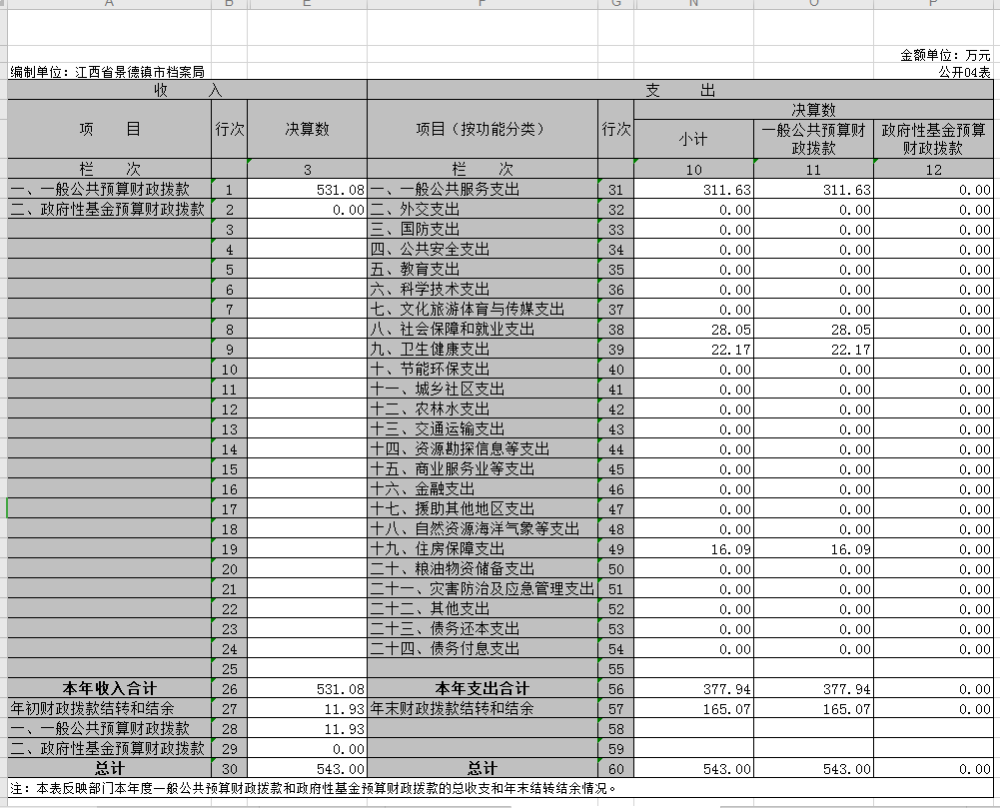 A B E F G N O P
金额单位：万元
编制单位：江西省景德镇市档案局 公开04表
收 入 支 出
项 目 行次 决算数 项目（按功能分类） 行次 决算数
小计 一般公共预算财政拨款 政府性基金预算财政拨款
栏 次 3 栏 次 10 11 12
一、一般公共预算财政拨款 1 531.08 一、一般公共服务支出 31 311.63 311.63 0.00
二、政府性基金预算财政拨款 2 0.00 二、外交支出 32 0.00 0.00 0.00
3 三、国防支出 33 0.00 0.00 0.00
4 四、公共安全支出 34 0.00 0.00 0.00
5 五、教育支出 35 0.00 0.00 0.00
6 六、科学技术支出 36 0.00 0.00 0.00
7 七、文化旅游体育与传媒支出 37 0.00 0.00 0.00
8 八、社会保障和就业支出 38 28.05 28.05 0.00
9 九、卫生健康支出 39 22.17 22.17 0.00
10 十、节能环保支出 40 0.00 0.00 0.00
11 十一、城乡社区支出 41 0.00 0.00 0.00
12 十二、农林水支出 42 0.00 0.00 0.00
13 十三、交通运输支出 43 0.00 0.00 0.00
14 十四、资源勘探信息等支出 44 0.00 0.00 0.00
15 十五、商业服务业等支出 45 0.00 0.00 0.00
16 十六、金融支出 46 0.00 0.00 0.00
17 十七、援助其他地区支出 47 0.00 0.00 0.00
18 十八、自然资源海洋气象等支出 48 0.00 0.00 0.00
19 十九、住房保障支出 49 16.09 16.09 0.00
20 二十、粮油物资储备支出 50 0.00 0.00 0.00
21 二十一、灾害防治及应急管理支出 51 0.00 0.00 0.00
22 二十二、其他支出 52 0.00 0.00 0.00
23 二十三、债务还本支出 53 0.00 0.00 0.00
24 二十四、债务付息支出 54 0.00 0.00 0.00
25 55
本年收入合计 26 531.08 本年支出合计 56 377.94 377.94 0.00
年初财政拨款结转和结余 27 11.93 年末财政拨款结转和结余 57 165.07 165.07 0.00
一、一般公共预算财政拨款 28 11.93 58
二、政府性基金预算财政拨款 29 0.00 59
总计 30 543.00 总计 60 543.00 543.00 0.00
注：本表反映部门本年度一般公共预算财政拨款和政府性基金预算财政拨款的总收支和年末结转结余情况。